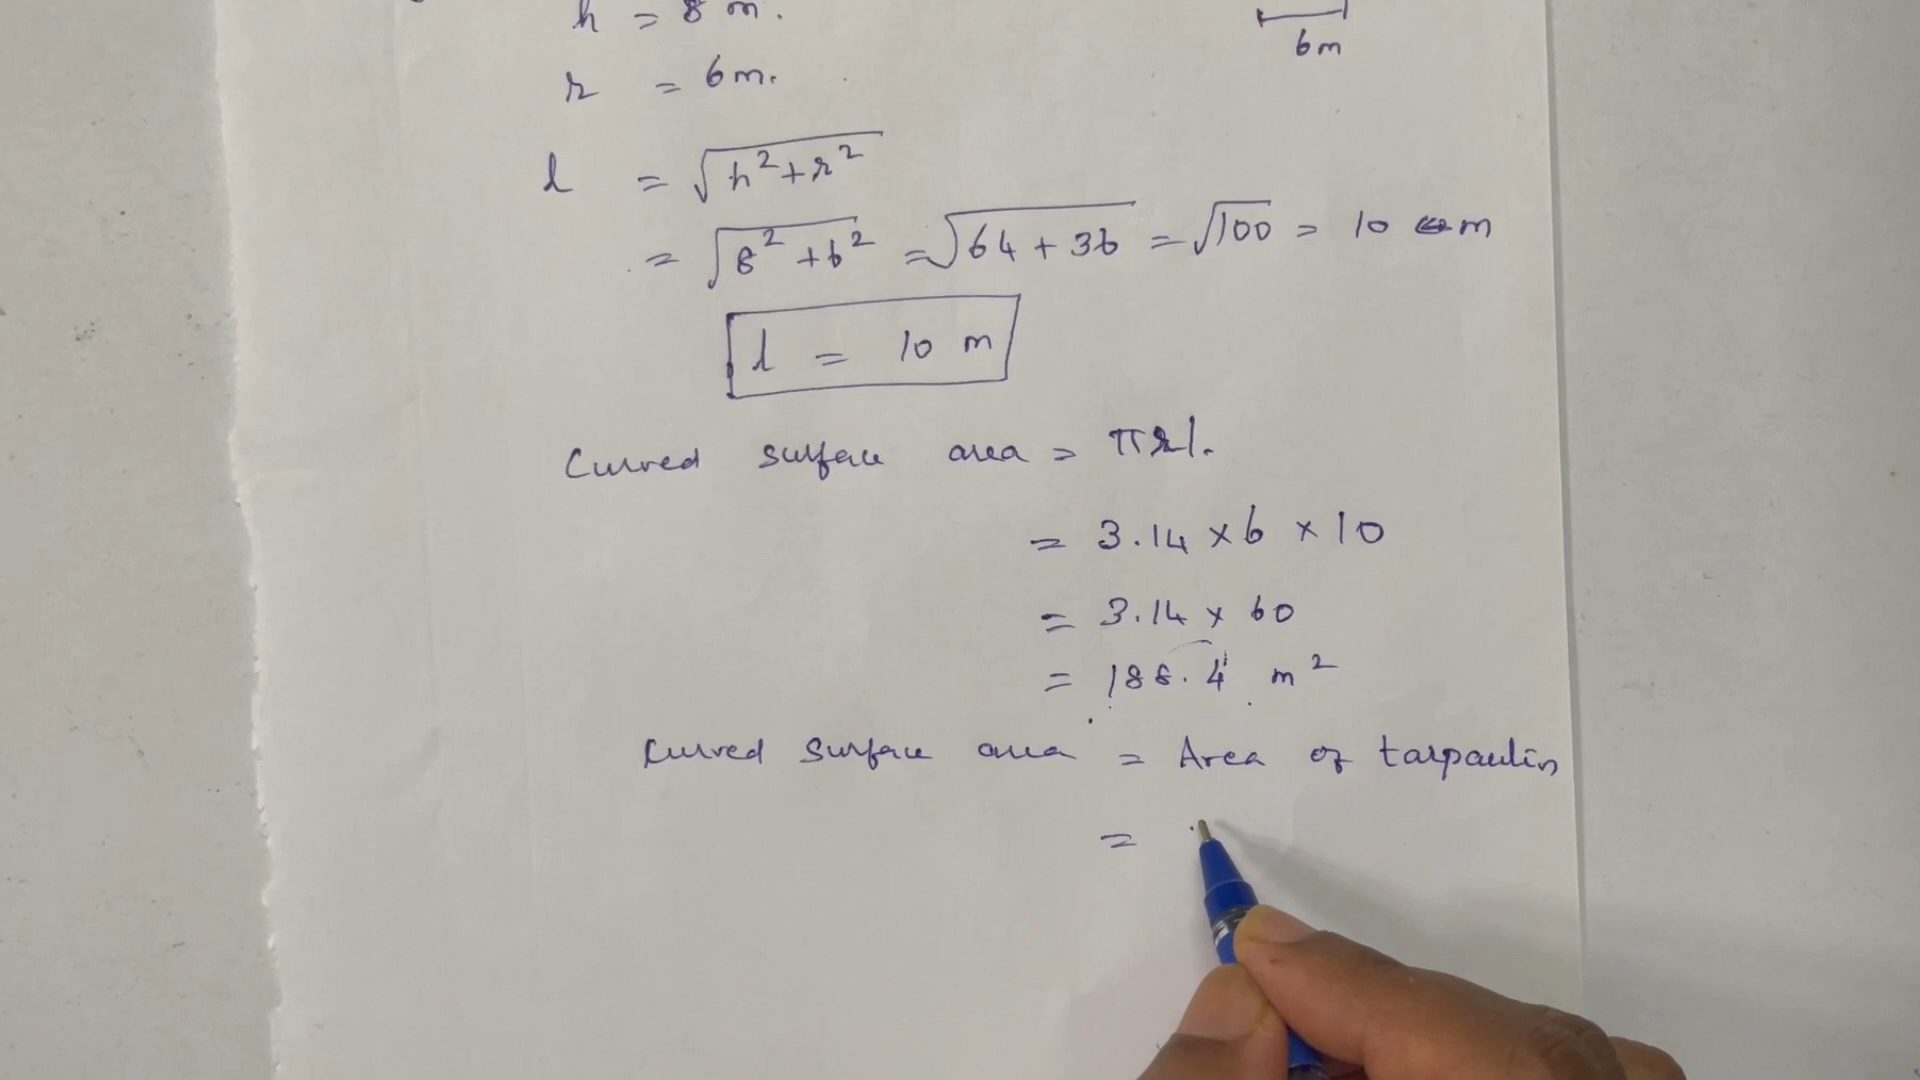 h = 8 m.
6m
r = 6m.
l = √h²+r²
= √8²+6² = √64+36 = √100 = 10 m
l = 10 m
Curved surface area = πrl.
= 3.14 × 6 × 10
= 3.14 × 60
= 188.4 m²
Curved surface area = Area of tarpaulin
=